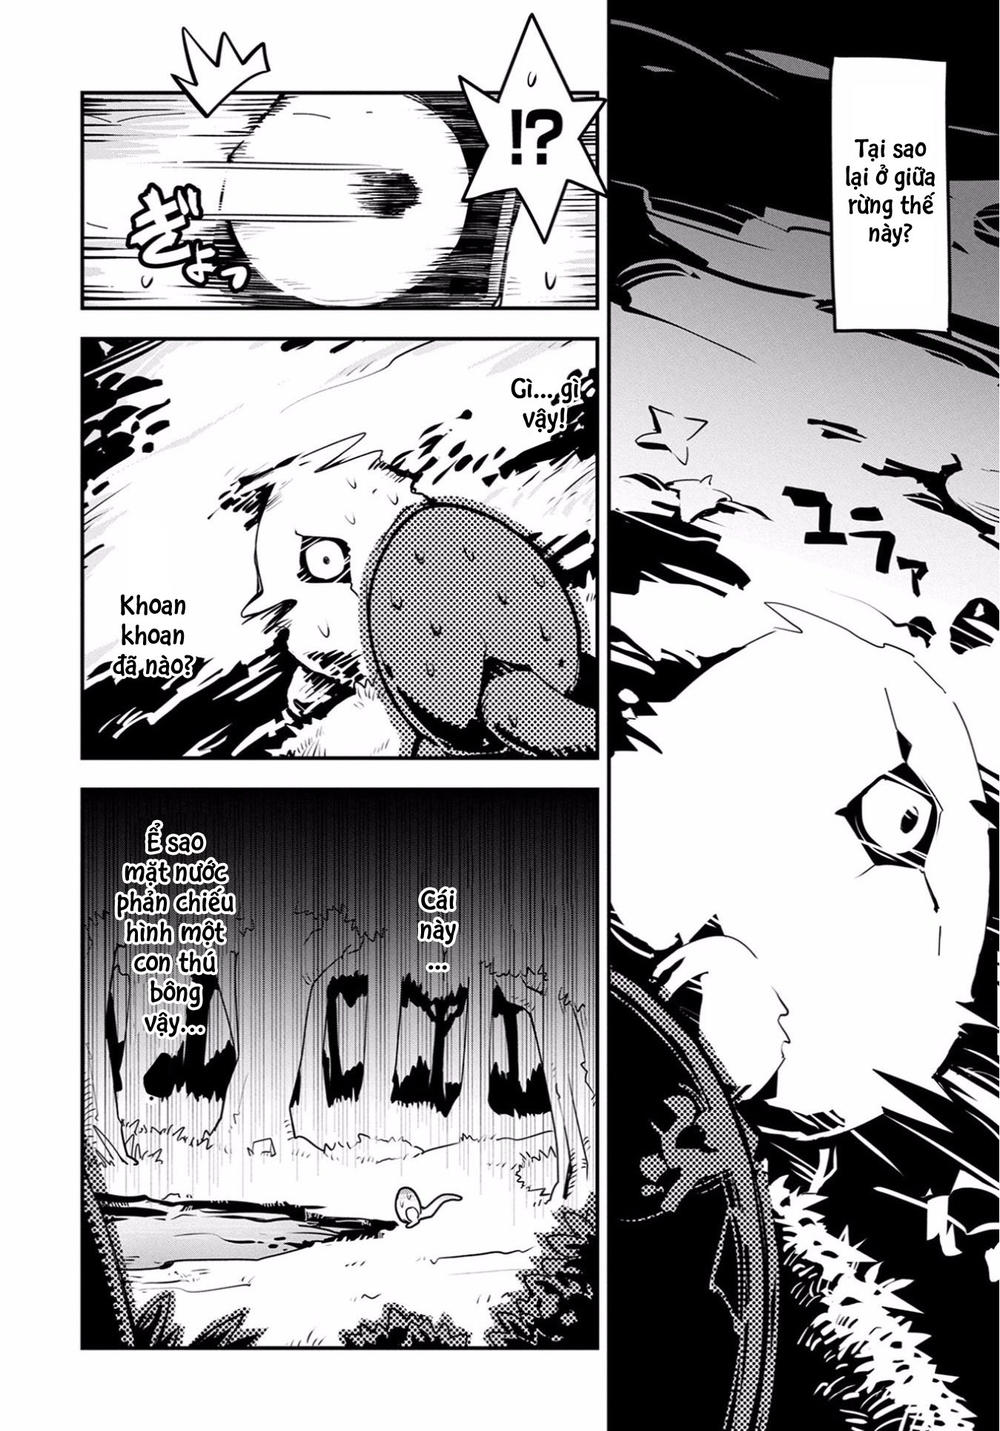 Tại sao
lại ở giữa
rừng thế
này?
ユラァ
!?
ぎょっ
Gì... gì
vậy!
Khoan
khoan
đã nào?
Cái
này
...
Ể sao
mặt nước
phản chiếu
hình một
con thú
bông
vậy...